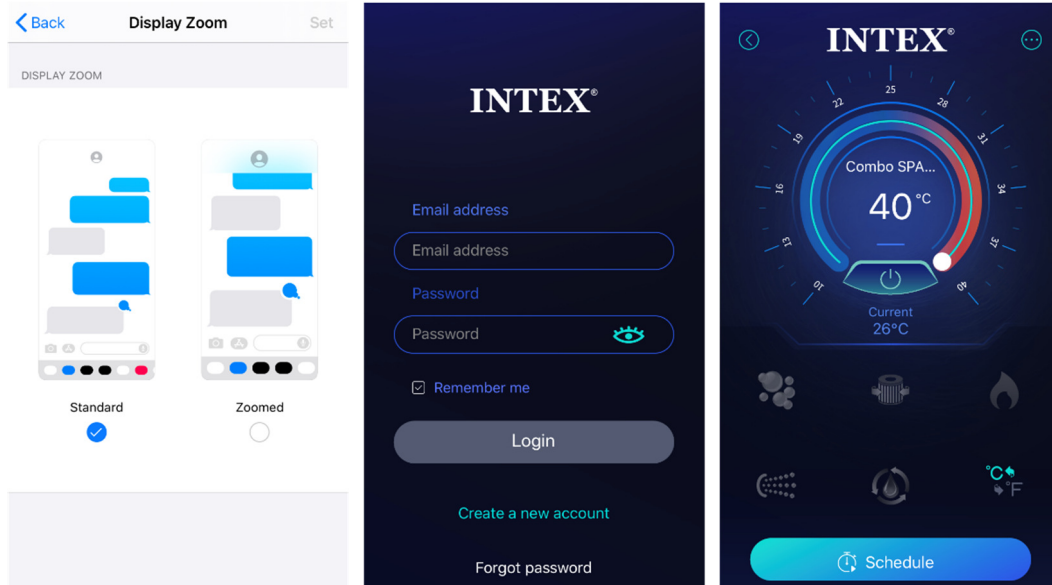 Back
Display Zoom
Set
DISPLAY ZOOM
Standard
Zoomed
INTEX®
Email address
Email address
Password
Password
Remember me
Login
Create a new account
Forgot password
INTEX®
10
13
16
19
22
25
28
31
34
37
40
Combo SPA...
40°C
Current
26°C
°C
°F
Schedule